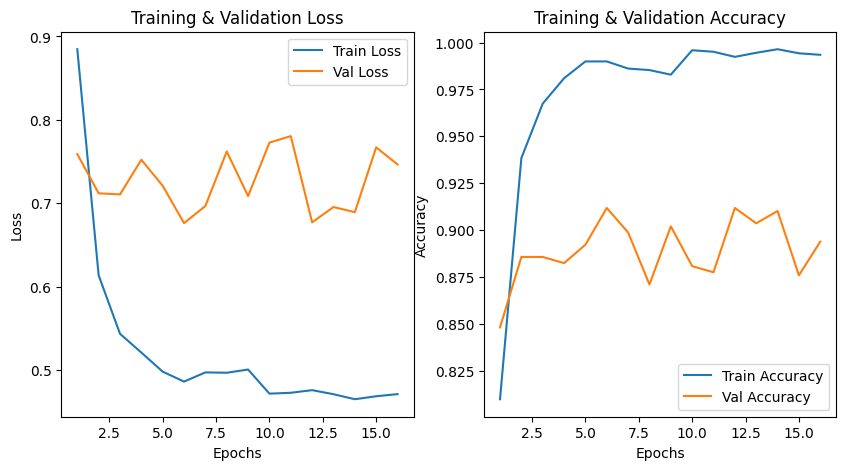 Training & Validation Loss
0.9
0.8
0.7
0.6
0.5
Loss
Train Loss
Val Loss
2.5 5.0 7.5 10.0 12.5 15.0
Epochs
Training & Validation Accuracy
1.000
0.975
0.950
0.925
0.900
0.875
0.850
0.825
Accuracy
Train Accuracy
Val Accuracy
2.5 5.0 7.5 10.0 12.5 15.0
Epochs